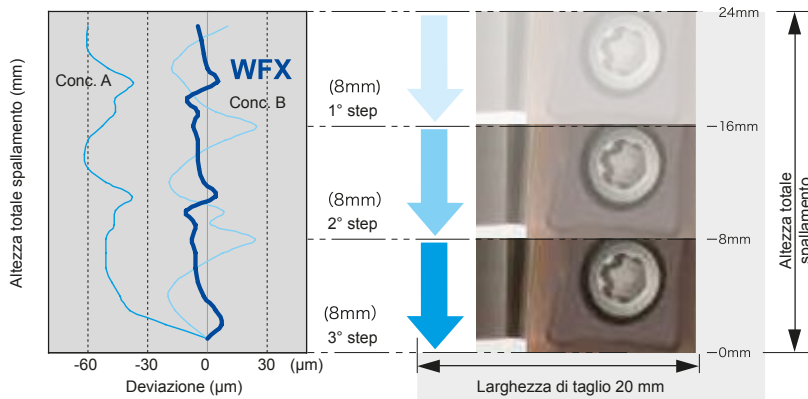 Altezza totale spallamento (mm)
Conc. A
WFX
Conc. B
-60
-30
0
30
(µm)
Deviazione (µm)
(8mm)
1° step
(8mm)
2° step
(8mm)
3° step
24mm
16mm
8mm
0mm
Altezza totale
spallamento
Larghezza di taglio 20 mm